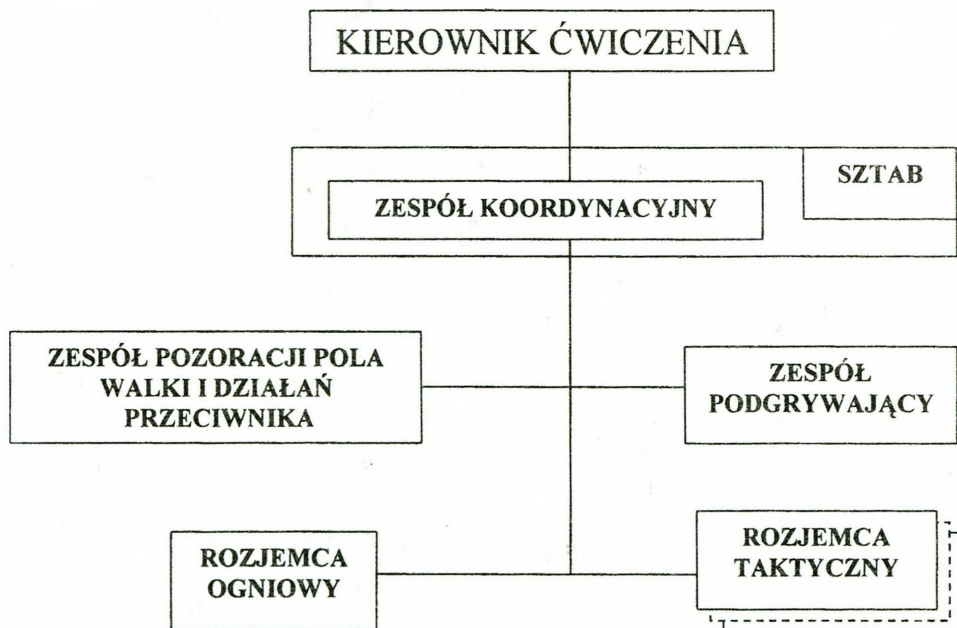 KIEROWNIK ĆWICZENIA
SZTAB
ZESPÓŁ KOORDYNACYJNY
ZESPÓŁ POZORACJI POLA
WALKI I DZIAŁAŃ
PRZECIWNIKA
ZESPÓŁ
PODGRYWAJĄCY
ROZJEMCA
OGNIOWY
ROZJEMCA
TAKTYCZNY